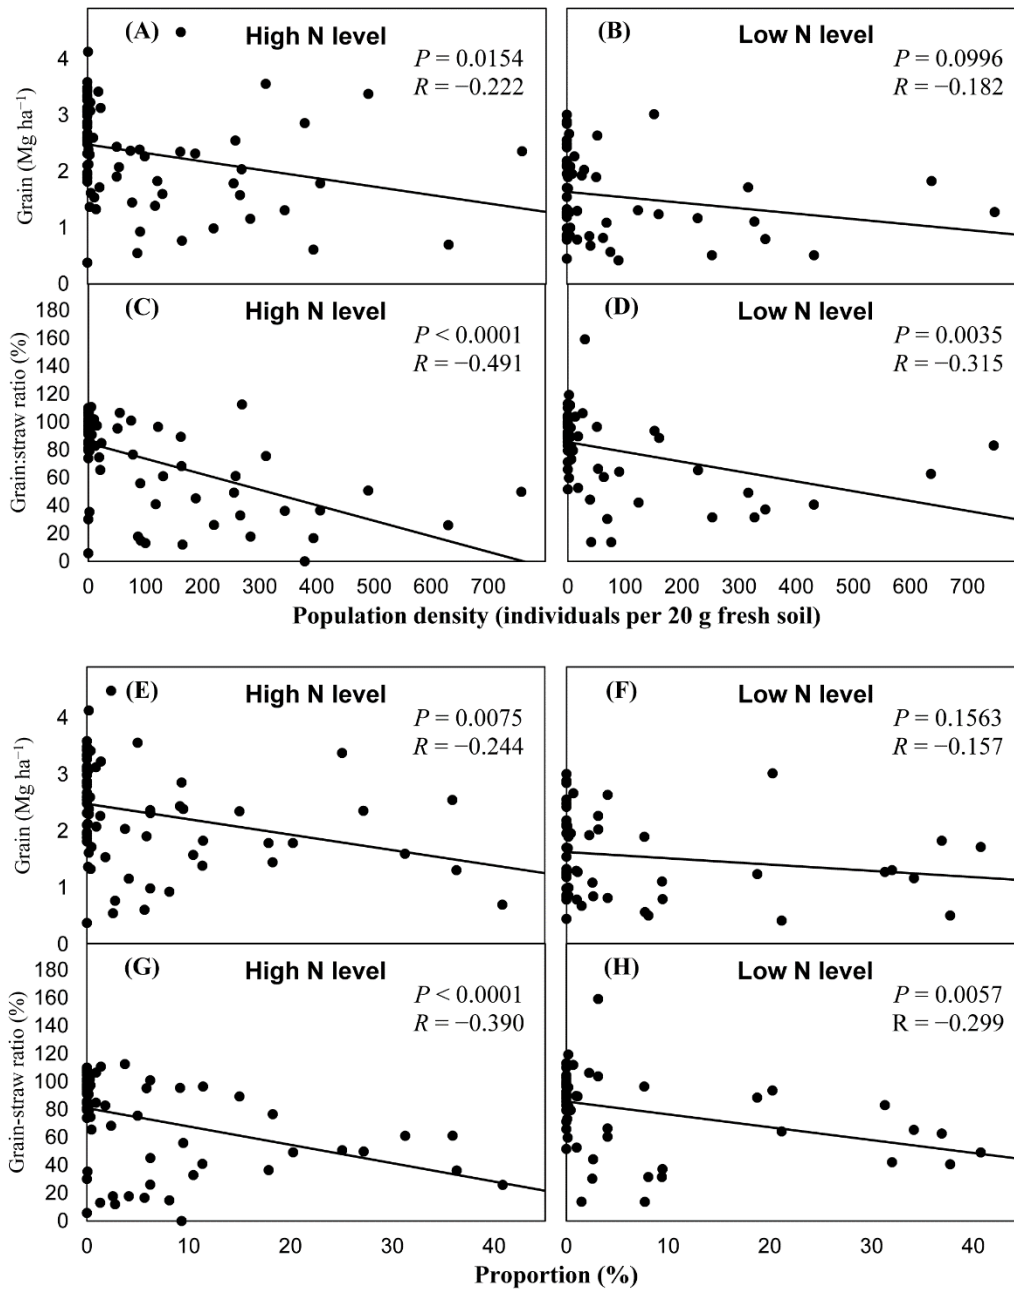 (A) High N level
P = 0.0154
R = −0.222
(B) Low N level
P = 0.0996
R = −0.182
Grain (Mg ha⁻¹)
4
3
2
1
0
(C) High N level
P < 0.0001
R = −0.491
(D) Low N level
P = 0.0035
R = −0.315
Grain:straw ratio (%)
180
160
140
120
100
80
60
40
20
0
0 100 200 300 400 500 600 700
0 100 200 300 400 500 600 700
Population density (individuals per 20 g fresh soil)
(E) High N level
P = 0.0075
R = −0.244
(F) Low N level
P = 0.1563
R = −0.157
Grain (Mg ha⁻¹)
4
3
2
1
0
(G) High N level
P < 0.0001
R = −0.390
(H) Low N level
P = 0.0057
R = −0.299
Grain-straw ratio (%)
180
160
140
120
100
80
60
40
20
0
0 10 20 30 40
0 10 20 30 40
Proportion (%)